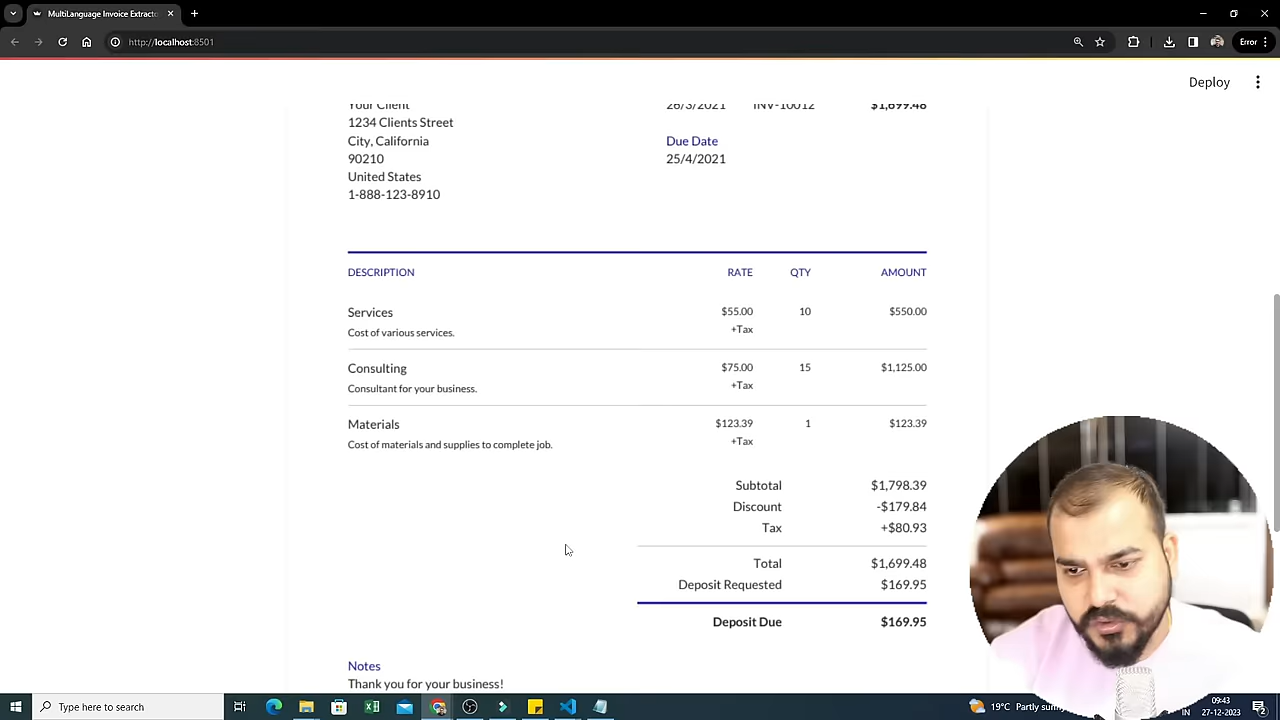 MultiLanguage Invoice Extracto
http://localhost:8501
Error
Deploy
Your Client 26/3/2021 INV-10012 $1,699.48
1234 Clients Street
City, California Due Date
90210 25/4/2021
United States
1-888-123-8910
DESCRIPTION RATE QTY AMOUNT
Services $55.00 10 $550.00
Cost of various services. +Tax
Consulting $75.00 15 $1,125.00
Consultant for your business. +Tax
Materials $123.39 1 $123.39
Cost of materials and supplies to complete job. +Tax
Subtotal $1,798.39
Discount -$179.84
Tax +$80.93
Total $1,699.48
Deposit Requested $169.95
Deposit Due $169.95
Notes
Thank you for your business!
Type here to search
19°C Partly sunny
IN
09:43
27-12-2023
2